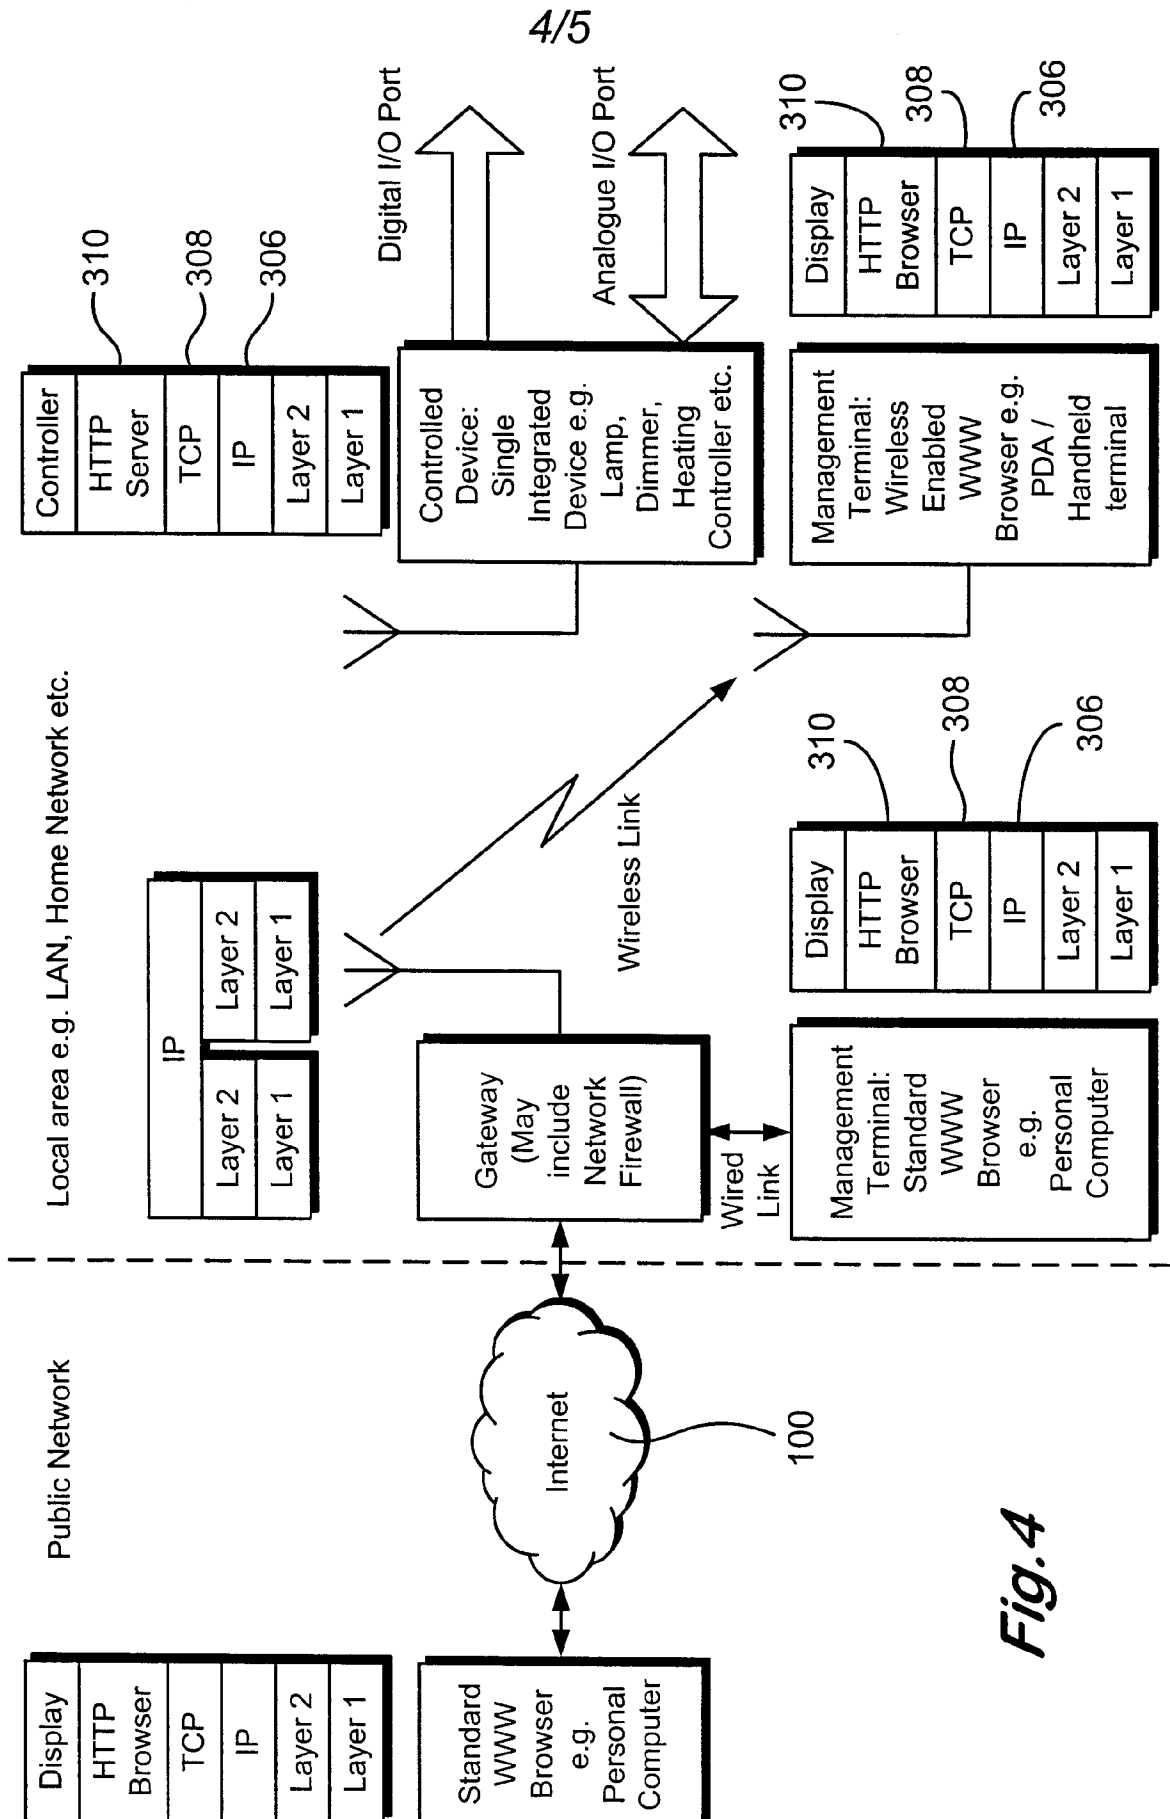 4/5
Public Network
Local area e.g. LAN, Home Network etc.
Display
HTTP
Browser
TCP
IP
Layer 2
Layer 1
Standard
WWW
Browser
e.g.
Personal
Computer
Internet
100
IP
Layer 2
Layer 2
Layer 1
Layer 1
Gateway
(May
include
Network
Firewall)
Wired
Link
Wireless Link
Management
Terminal:
Standard
WWW
Browser
e.g.
Personal
Computer
Display
HTTP
Browser
TCP
IP
Layer 2
Layer 1
310
308
306
Controller
HTTP
Server
TCP
IP
Layer 2
Layer 1
310
308
306
Controlled
Device:
Single
Integrated
Device e.g.
Lamp,
Dimmer,
Heating
Controller etc.
Digital I/O Port
Analogue I/O Port
Management
Terminal:
Wireless
Enabled
WWW
Browser e.g.
PDA /
Handheld
terminal
Display
HTTP
Browser
TCP
IP
Layer 2
Layer 1
310
308
306
Fig.4